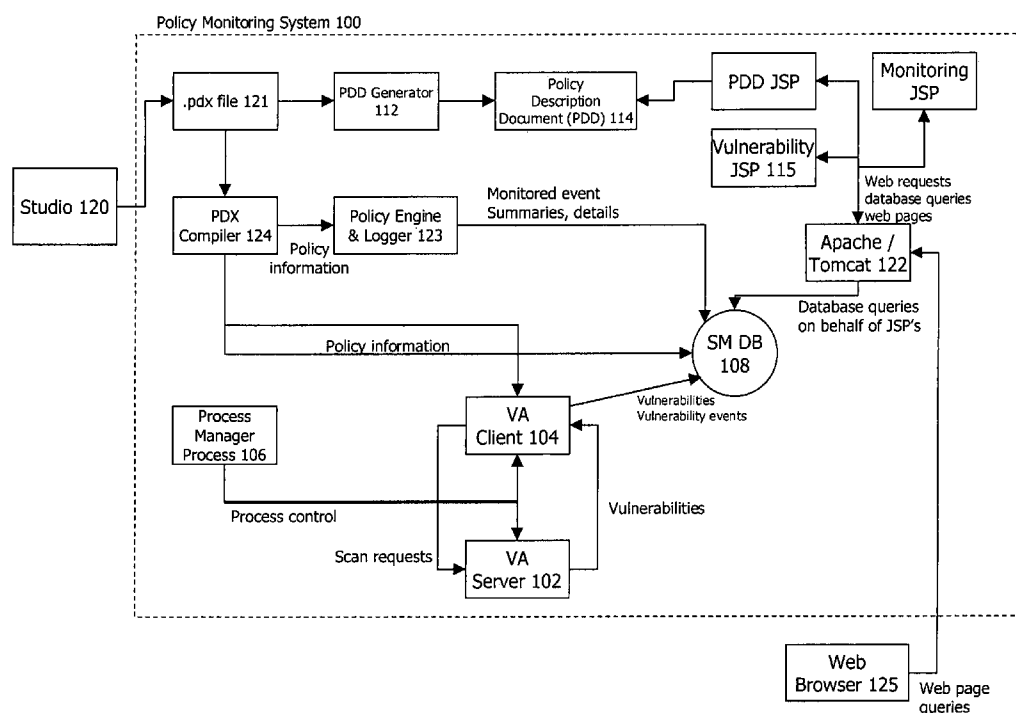 Policy Monitoring System 100
.pdx file 121
PDD Generator
112
Policy
Description
Document (PDD) 114
PDD JSP
Monitoring
JSP
Vulnerability
JSP 115
Studio 120
PDX
Compiler 124
Policy Engine
& Logger 123
Policy
information
Monitored event
Summaries, details
Web requests
database queries
web pages
Apache /
Tomcat 122
Database queries
on behalf of JSP's
Policy information
SM DB
108
Vulnerabilities
Vulnerability events
Process
Manager
Process 106
VA
Client 104
Process control
Vulnerabilities
Scan requests
VA
Server 102
Web
Browser 125
Web page
queries